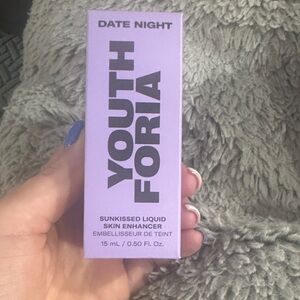 DATE NIGHT
YOUTH
FORIA
SUNKISSED LIQUID
SKIN ENHANCER
EMBELLISSEUR DE TEINT
15 mL / 0.50 Fl. Oz.